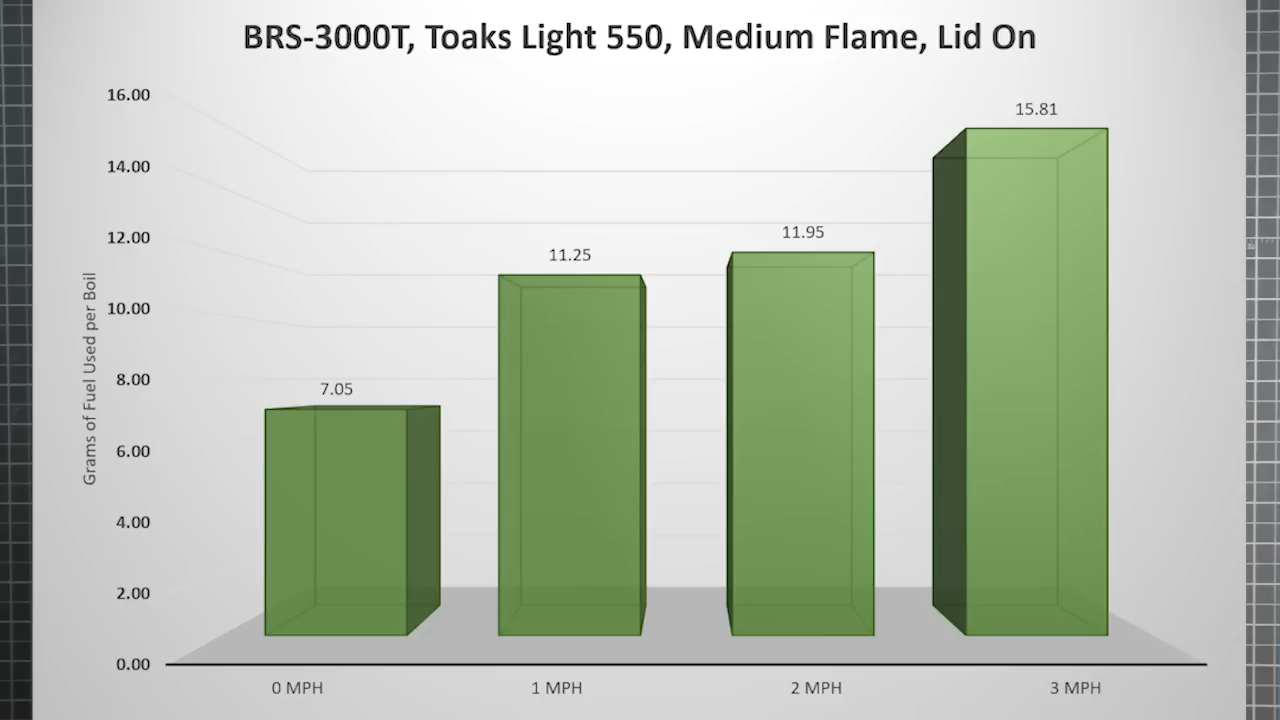 BRS-3000T, Toaks Light 550, Medium Flame, Lid On
16.00
14.00
12.00
10.00
8.00
6.00
4.00
2.00
0.00
Grams of Fuel Used per Boil
7.05
11.25
11.95
15.81
0 MPH
1 MPH
2 MPH
3 MPH